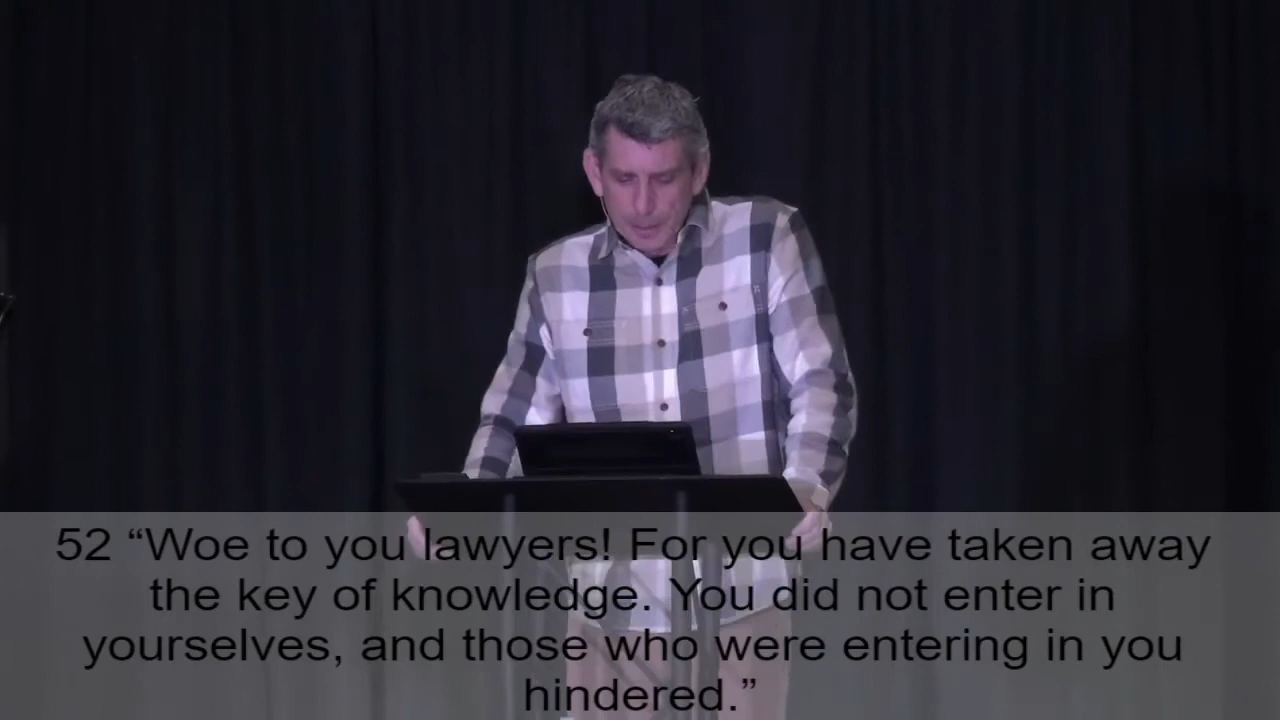 52 “Woe to you lawyers! For you have taken away
the key of knowledge. You did not enter in
yourselves, and those who were entering in you
hindered.”